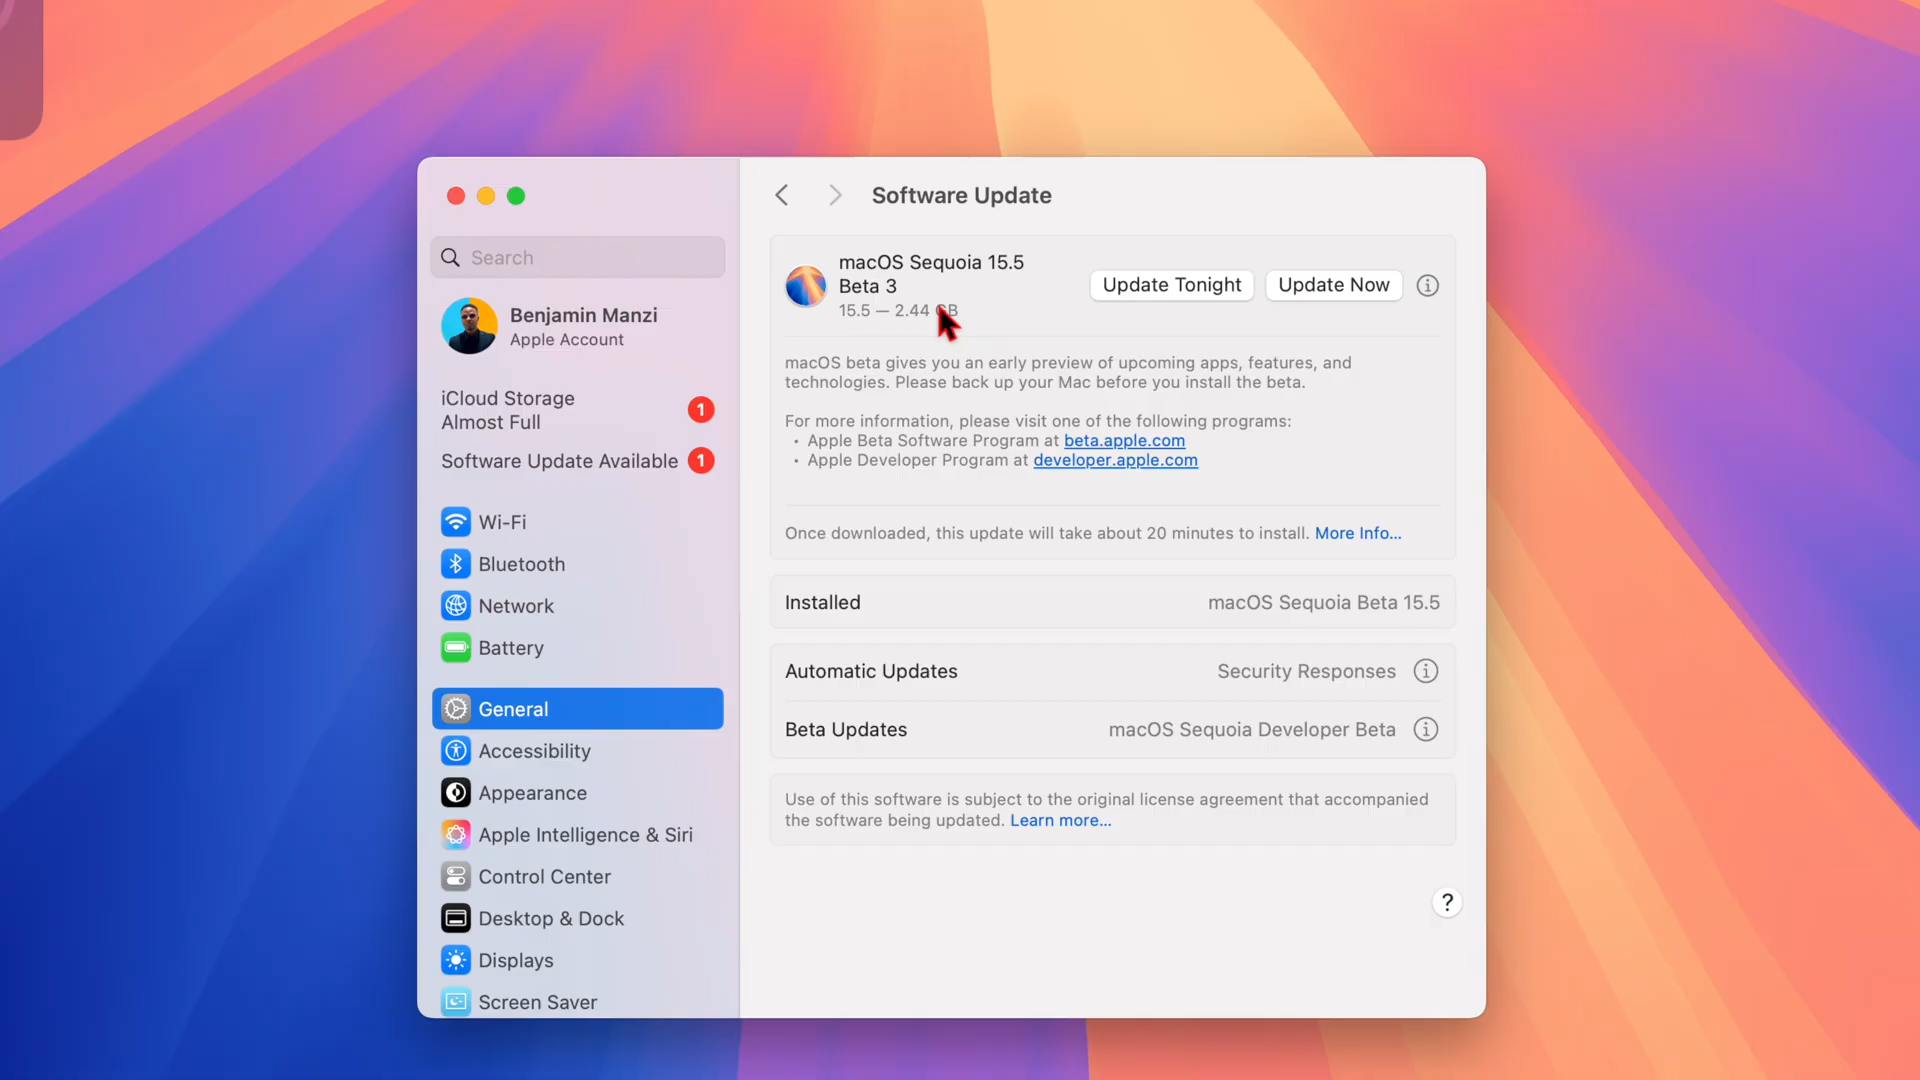 Software Update
Search
Benjamin Manzi
Apple Account
iCloud Storage
Almost Full
1
Software Update Available
1
Wi-Fi
Bluetooth
Network
Battery
General
Accessibility
Appearance
Apple Intelligence & Siri
Control Center
Desktop & Dock
Displays
Screen Saver
macOS Sequoia 15.5
Beta 3
15.5 — 2.44 GB
Update Tonight
Update Now
macOS beta gives you an early preview of upcoming apps, features, and
technologies. Please back up your Mac before you install the beta.
For more information, please visit one of the following programs:
• Apple Beta Software Program at beta.apple.com
• Apple Developer Program at developer.apple.com
Once downloaded, this update will take about 20 minutes to install. More Info...
Installed
macOS Sequoia Beta 15.5
Automatic Updates
Security Responses
Beta Updates
macOS Sequoia Developer Beta
Use of this software is subject to the original license agreement that accompanied
the software being updated. Learn more...
?